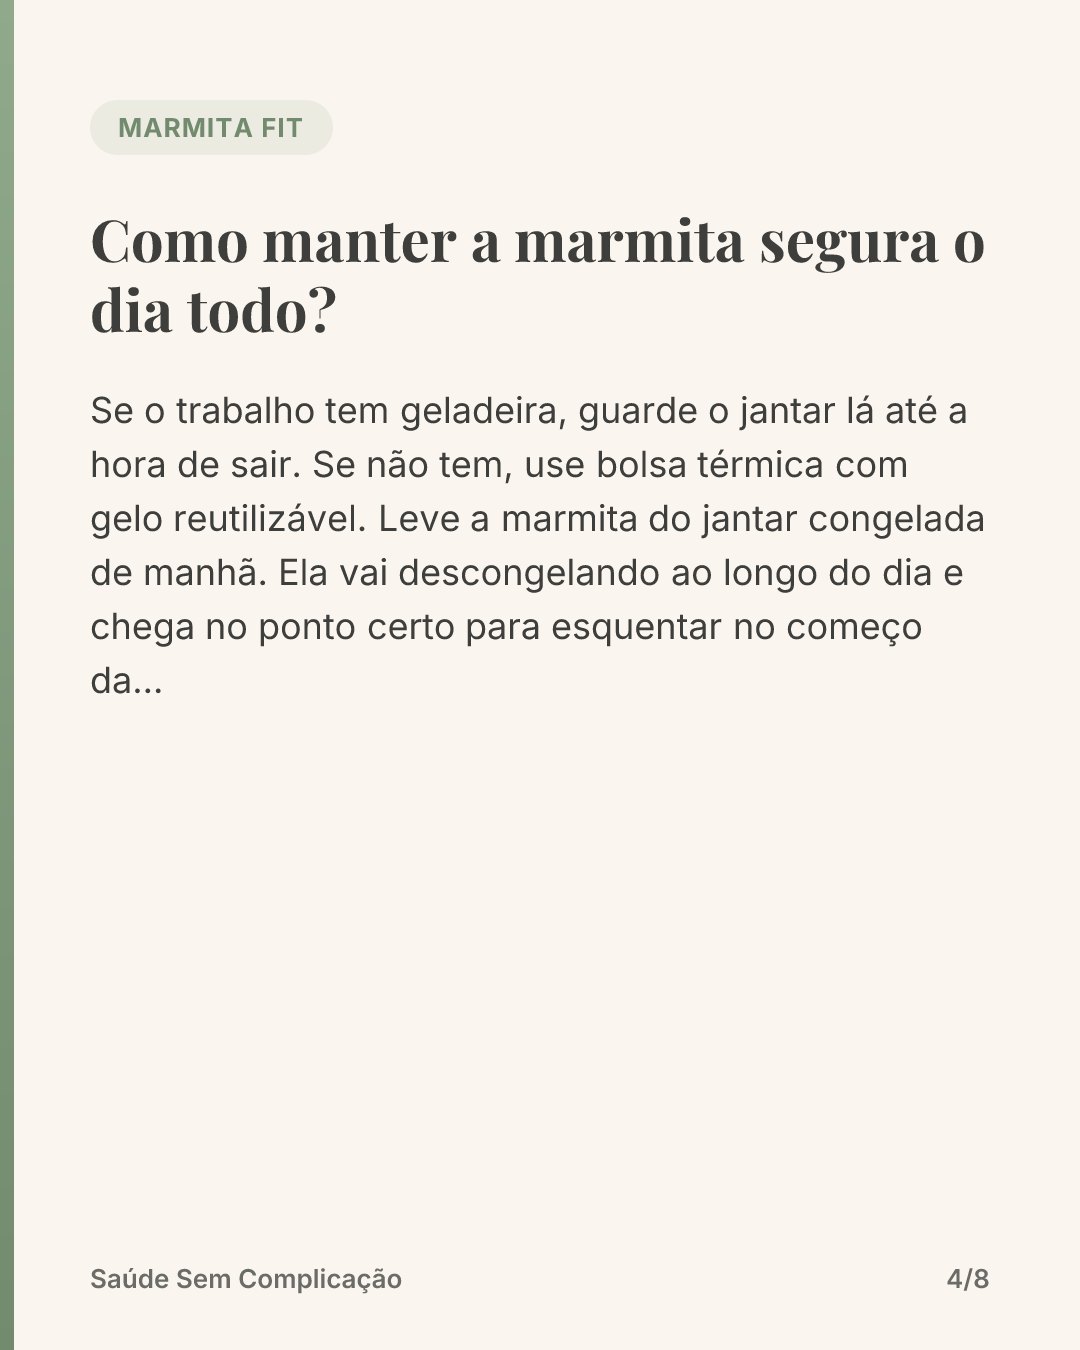 MARMITA FIT
Como manter a marmita segura o
dia todo?
Se o trabalho tem geladeira, guarde o jantar lá até a
hora de sair. Se não tem, use bolsa térmica com
gelo reutilizável. Leve a marmita do jantar congelada
de manhã. Ela vai descongelando ao longo do dia e
chega no ponto certo para esquentar no começo
da...
Saúde Sem Complicação
4/8